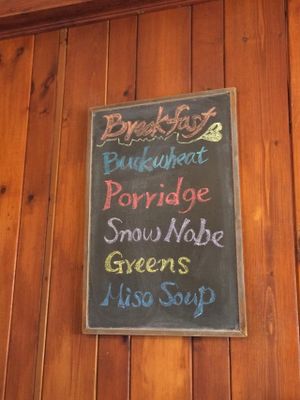 Breakfast
Buckwheat
Porridge
Snow Nabe
Greens
Miso Soup